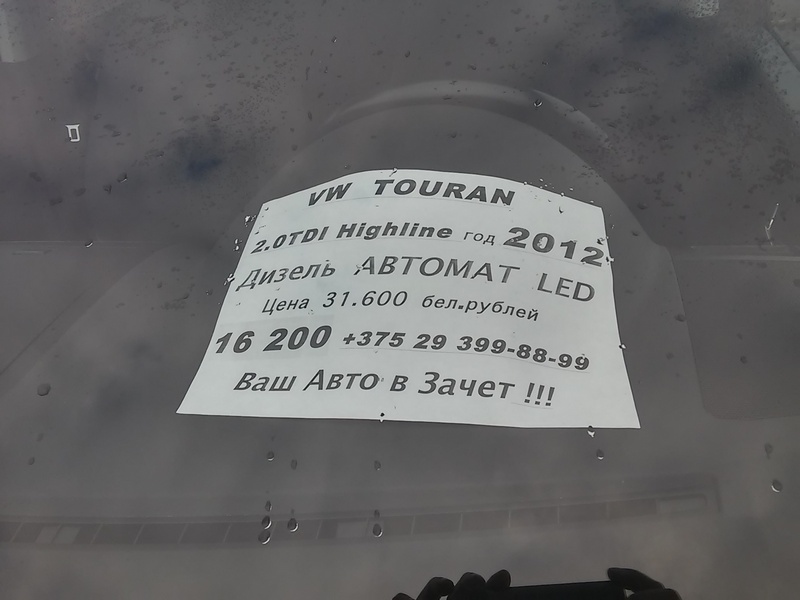 VW TOURAN
2.0TDI Highline год 2012
Дизель АВТОМАТ LED
Цена 31.600 бел.рублей
16 200 +375 29 399-88-99
Ваш Авто в Зачет !!!